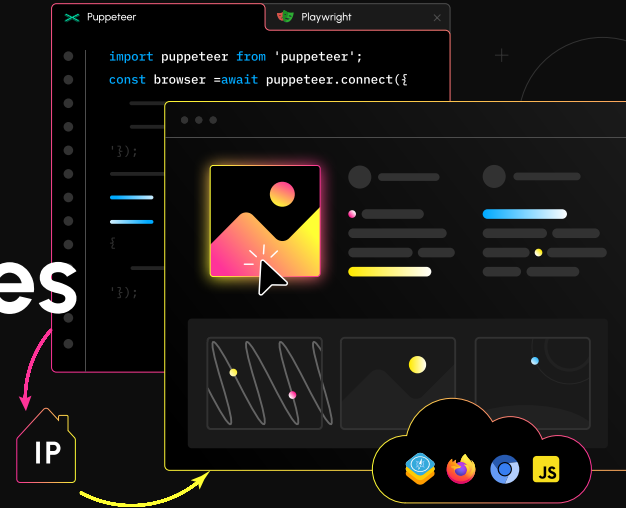 Puppeteer
Playwright
import puppeteer from 'puppeteer';
const browser =await puppeteer.connect({
'});
{
'});
es
IP
JS